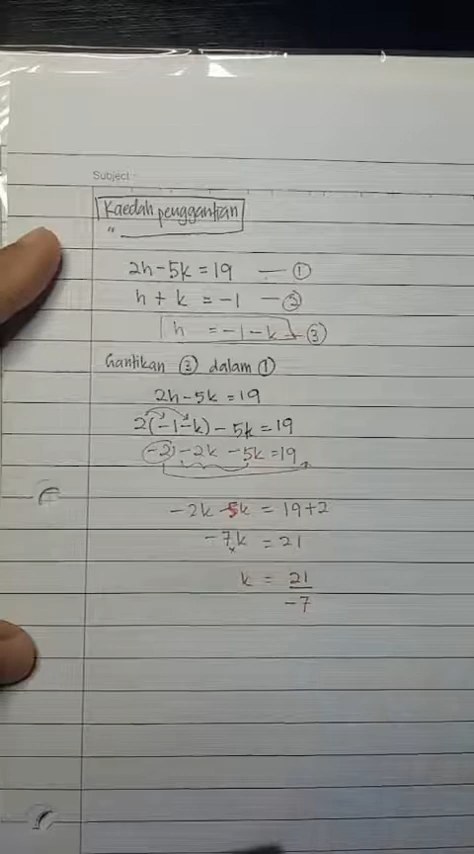 Subject :
Kaedah penggantian
"
2h - 5k = 19 — ①
h + k = -1 — ②
h = -1 - k — ③
Gantikan ③ dalam ①
2h - 5k = 19
2(-1 - k) - 5k = 19
-2 - 2k - 5k = 19
-2k - 5k = 19 + 2
-7k = 21
k = 21/-7